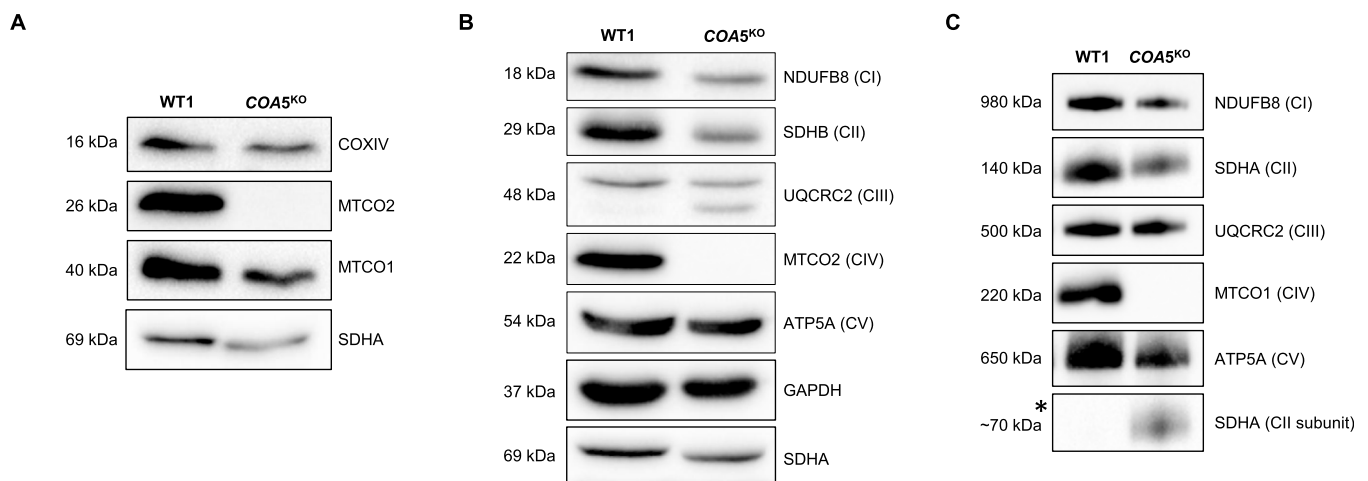 A
WT1 COA5KO
16 kDa COXIV
26 kDa MTCO2
40 kDa MTCO1
69 kDa SDHA
B
WT1 COA5KO
18 kDa NDUFB8 (CI)
29 kDa SDHB (CII)
48 kDa UQCRC2 (CIII)
22 kDa MTCO2 (CIV)
54 kDa ATP5A (CV)
37 kDa GAPDH
69 kDa SDHA
C
WT1 COA5KO
980 kDa NDUFB8 (CI)
140 kDa SDHA (CII)
500 kDa UQCRC2 (CIII)
220 kDa MTCO1 (CIV)
650 kDa ATP5A (CV)
*
~70 kDa SDHA (CII subunit)